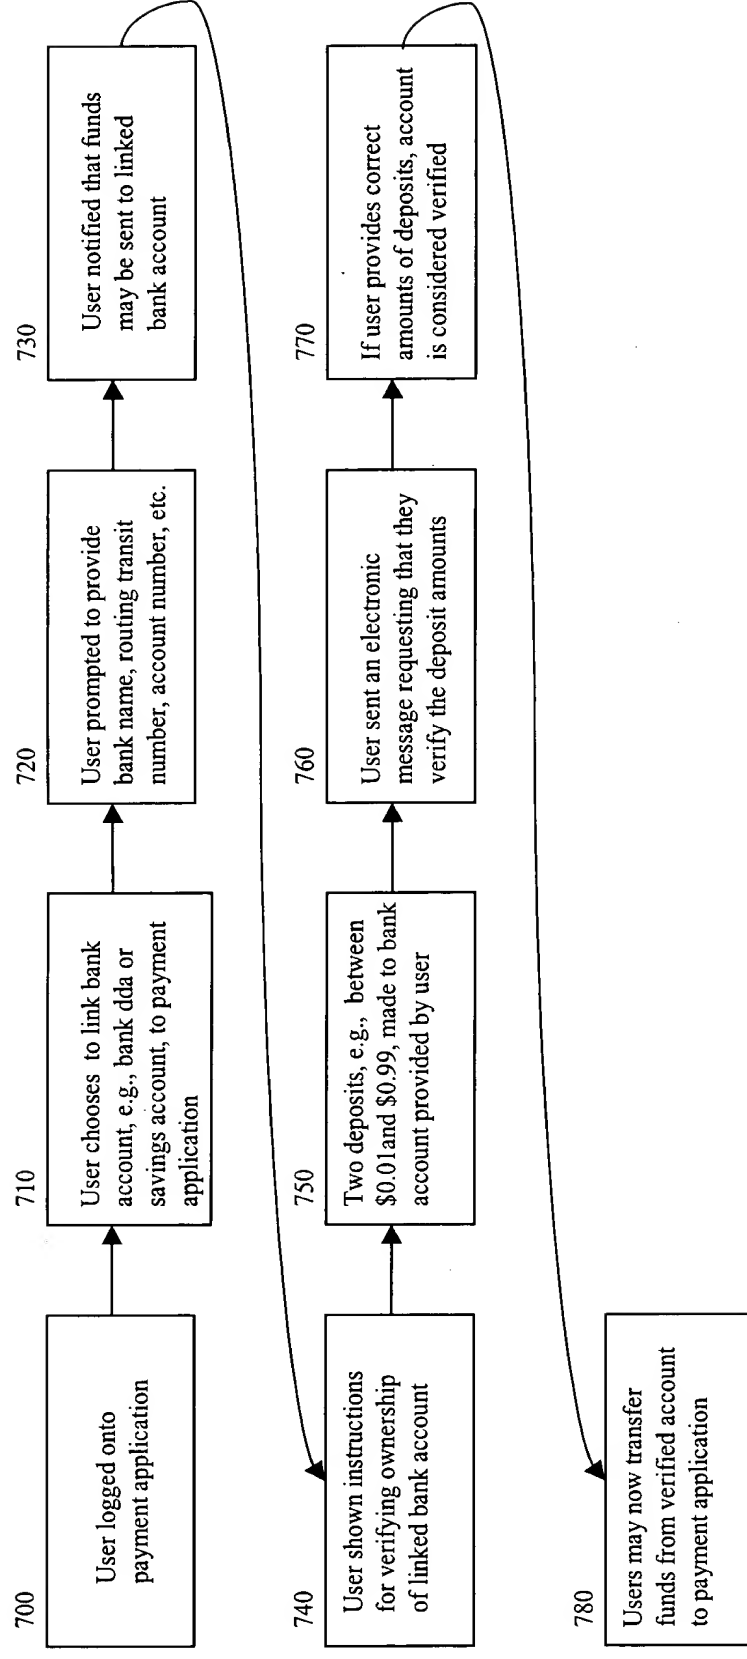 700
User logged onto
payment application
710
User chooses to link bank
account, e.g., bank dda or
savings account, to payment
application
720
User prompted to provide
bank name, routing transit
number, account number, etc.
730
User notified that funds
may be sent to linked
bank account
740
User shown instructions
for verifying ownership
of linked bank account
750
Two deposits, e.g., between
$0.01and $0.99, made to bank
account provided by user
760
User sent an electronic
message requesting that they
verify the deposit amounts
770
If user provides correct
amounts of deposits, account
is considered verified
780
Users may now transfer
funds from verified account
to payment application